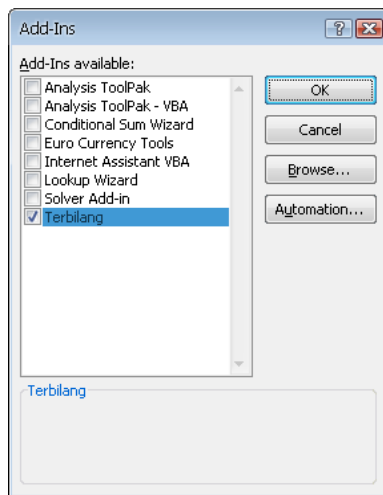 Add-Ins
Add-Ins available:
Analysis ToolPak
Analysis ToolPak - VBA
Conditional Sum Wizard
Euro Currency Tools
Internet Assistant VBA
Lookup Wizard
Solver Add-in
Terbilang
OK
Cancel
Browse...
Automation...
Terbilang